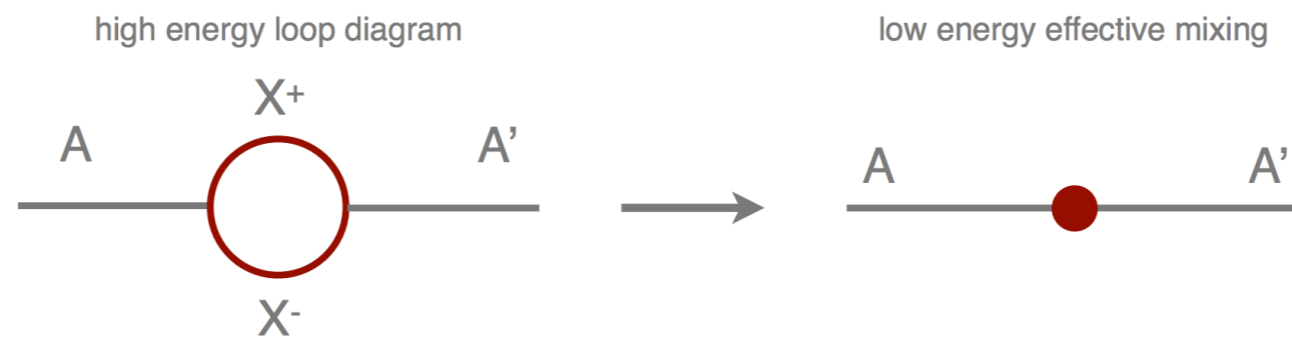 high energy loop diagram
low energy effective mixing
X+
A
A'
A
A'
X-